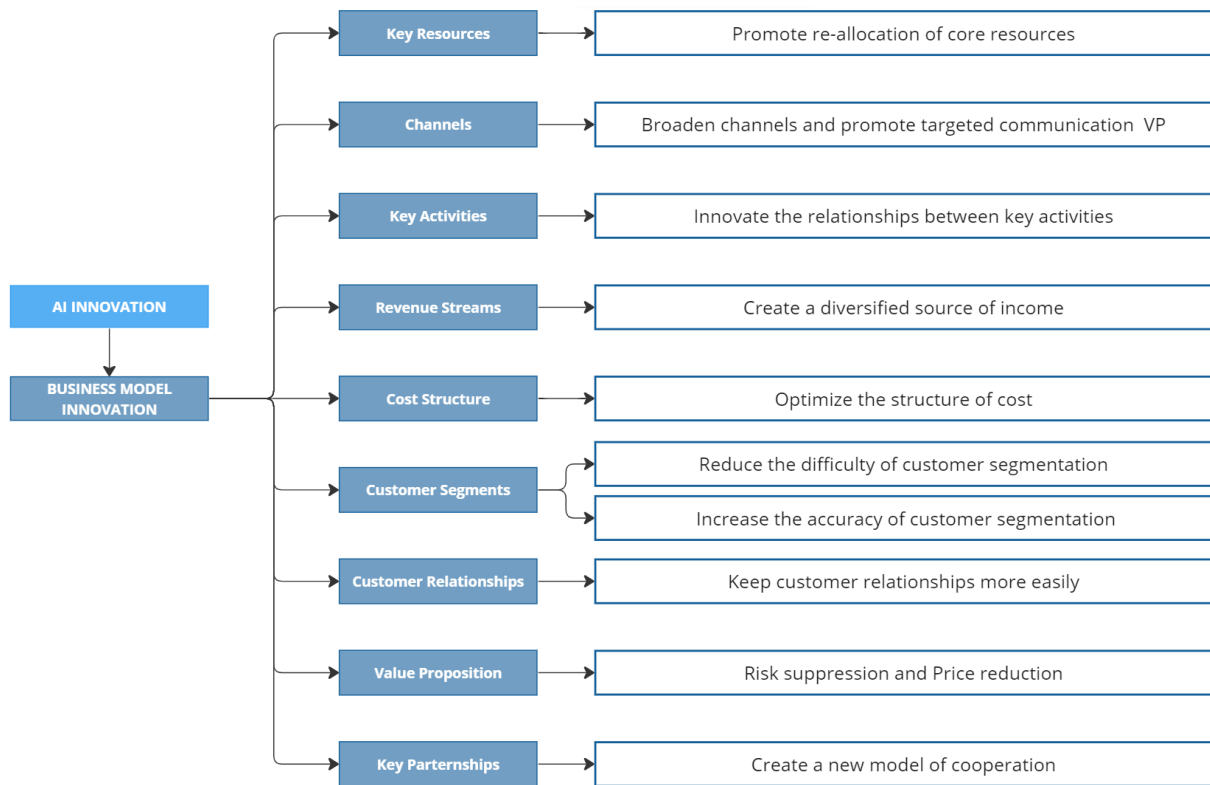 Key Resources
Promote re-allocation of core resources
Channels
Broaden channels and promote targeted communication VP
Key Activities
Innovate the relationships between key activities
AI INNOVATION
Revenue Streams
Create a diversified source of income
BUSINESS MODEL
INNOVATION
Cost Structure
Optimize the structure of cost
Customer Segments
Reduce the difficulty of customer segmentation
Increase the accuracy of customer segmentation
Customer Relationships
Keep customer relationships more easily
Value Proposition
Risk suppression and Price reduction
Key Parternships
Create a new model of cooperation